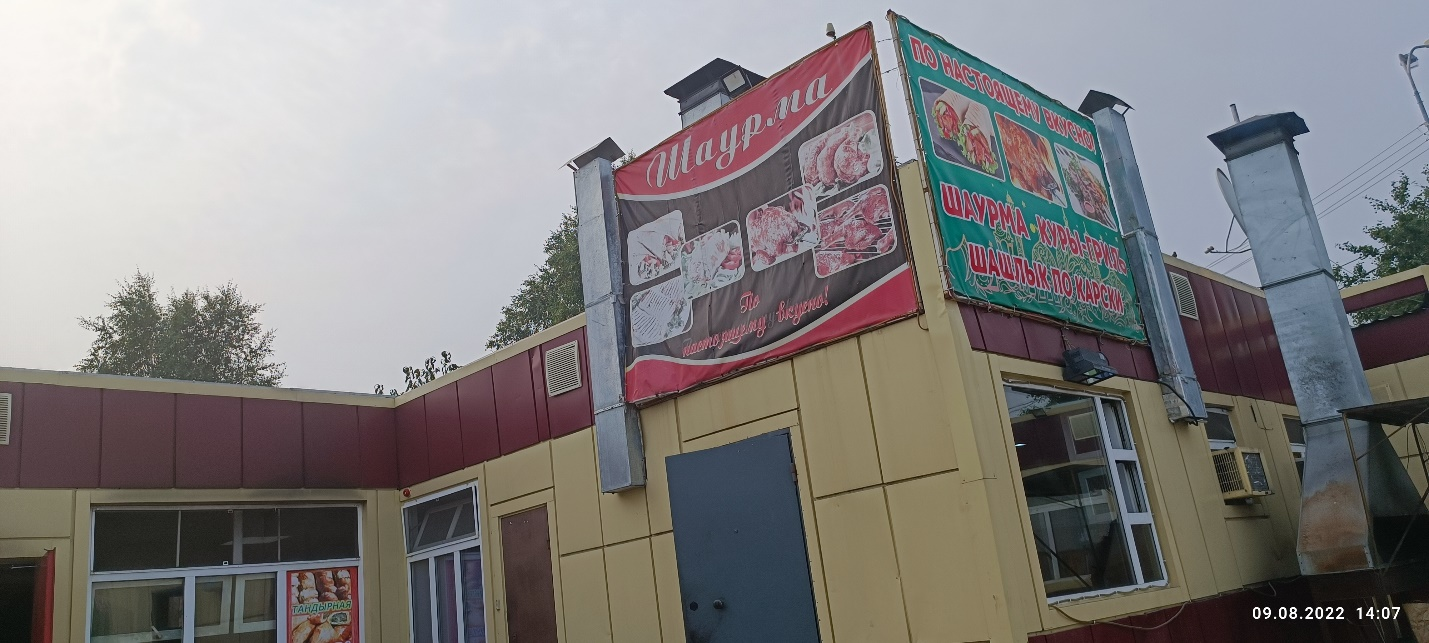 Шаурма
По
настоящему вкусно!
ПО НАСТОЯЩЕМУ ВКУСНО!
ШАУРМА КУРЫ-ГРИЛЬ
ШАШЛЫК ПО КАРСКИ
ТАНДЫРНАЯ
09.08.2022 14:07